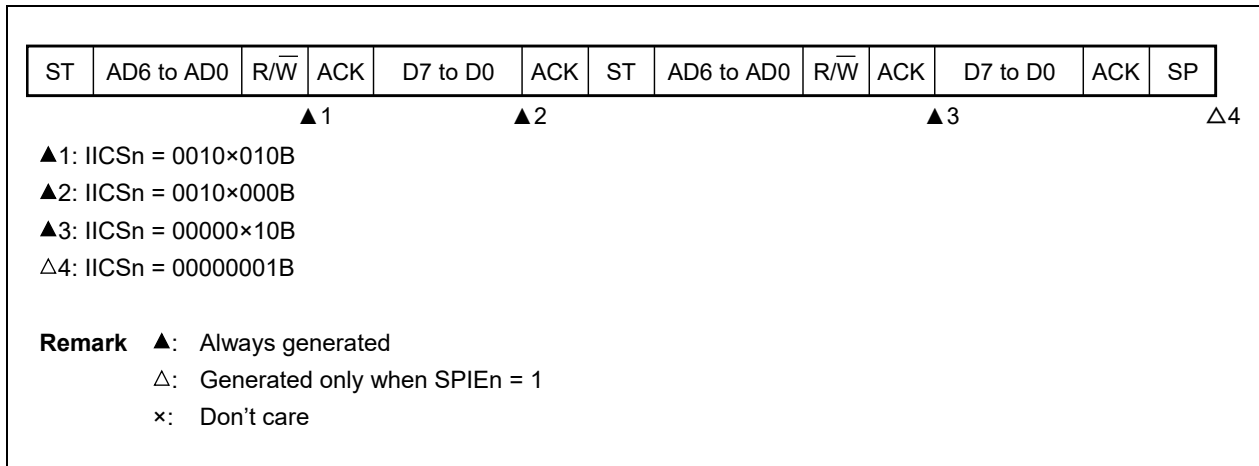 ST AD6 to AD0 R/W̅ ACK D7 to D0 ACK ST AD6 to AD0 R/W̅ ACK D7 to D0 ACK SP
▲1 ▲2 ▲3 △4
▲1: IICSn = 0010×010B
▲2: IICSn = 0010×000B
▲3: IICSn = 00000×10B
△4: IICSn = 00000001B
Remark ▲: Always generated
△: Generated only when SPIEn = 1
×: Don’t care